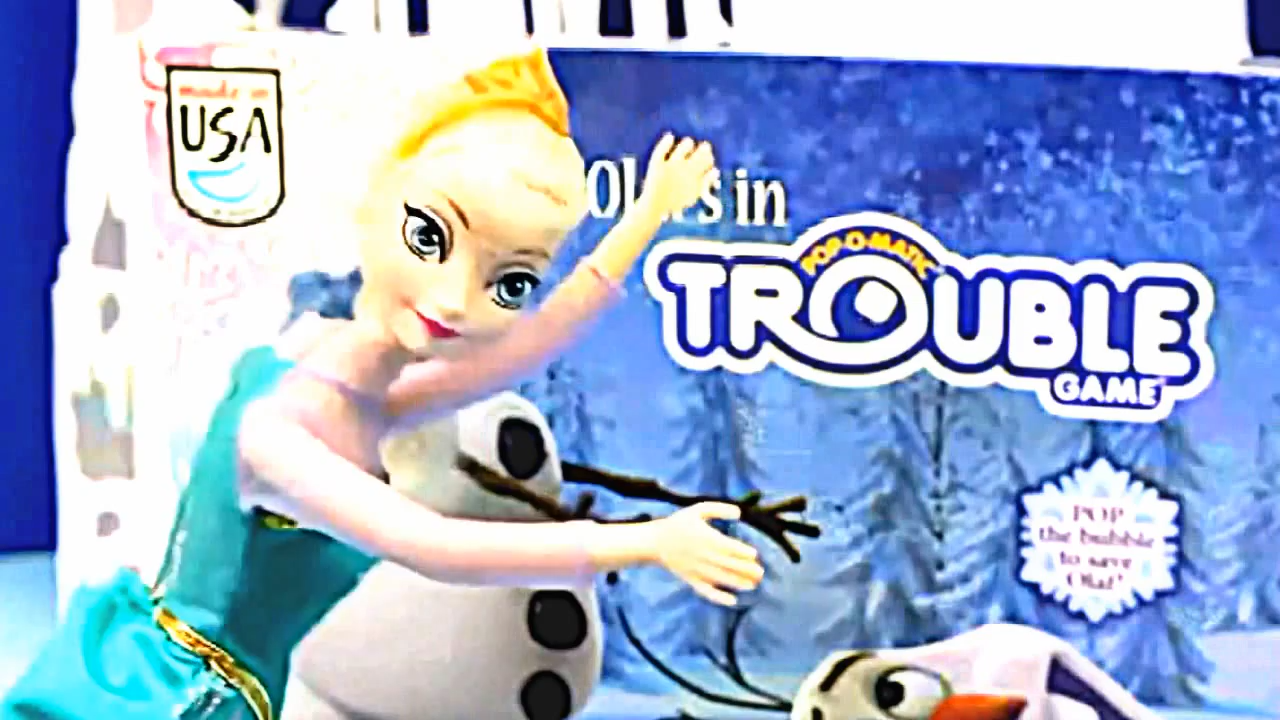 made in
USA
in
POP-O-MATIC
TROUBLE
GAME
POP
the bubble
to save
Olaf!